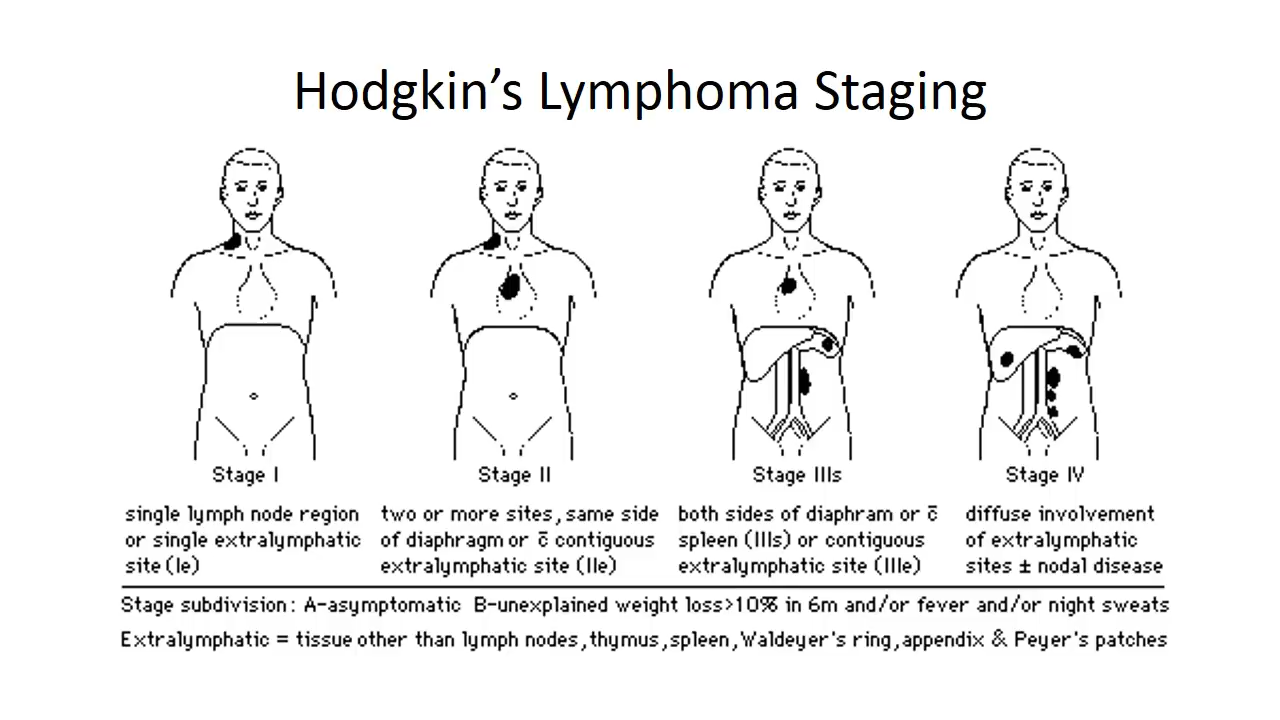 Hodgkin’s Lymphoma Staging
Stage I
Stage II
Stage IIIs
Stage IV
single lymph node region
or single extralymphatic
site (Ie)
two or more sites, same side
of diaphragm or c̄ contiguous
extralymphatic site (IIe)
both sides of diaphram or c̄
spleen (IIIs) or contiguous
extralymphatic site (IIIe)
diffuse involvement
of extralymphatic
sites ± nodal disease
Stage subdivision: A-asymptomatic B-unexplained weight loss>10% in 6m and/or fever and/or night sweats
Extralymphatic = tissue other than lymph nodes, thymus, spleen, Waldeyer's ring, appendix & Peyer's patches